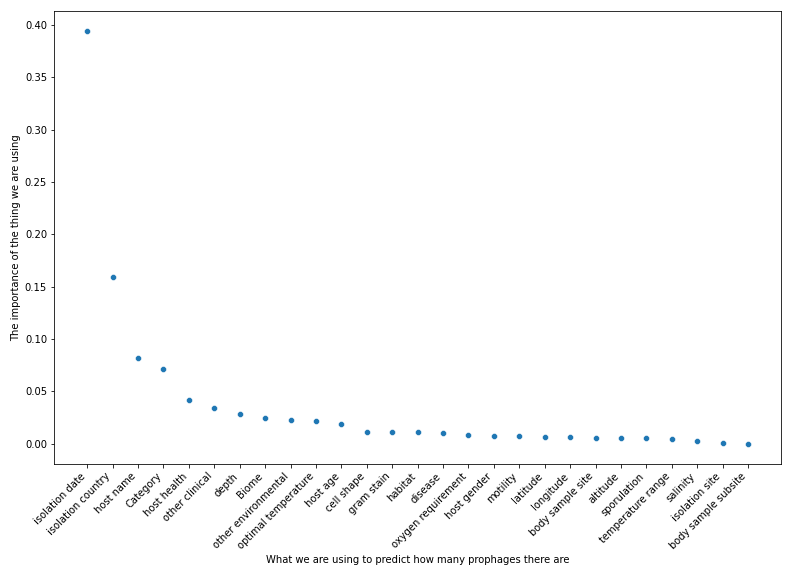 0.40
0.35
0.30
0.25
0.20
0.15
0.10
0.05
0.00
The importance of the thing we are using
isolation date
isolation country
host name
Category
host health
other clinical
depth
Biome
other environmental
optimal temperature
host age
cell shape
gram stain
habitat
disease
oxygen requirement
host gender
motility
latitude
longitude
body sample site
altitude
sporulation
temperature range
salinity
isolation site
body sample subsite
What we are using to predict how many prophages there are